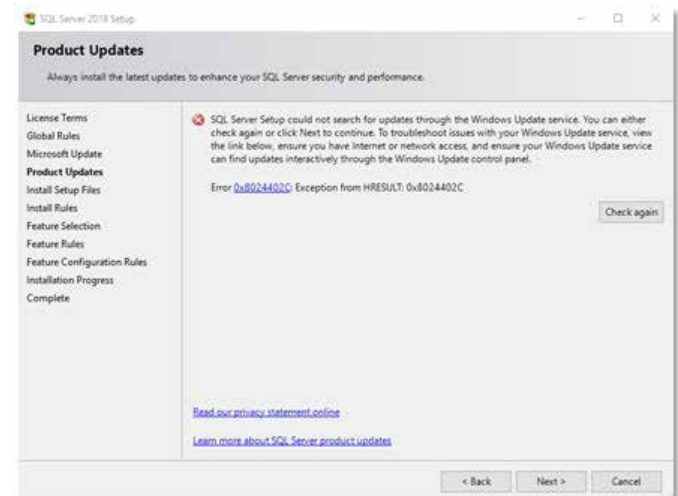 SQL Server 2018 Setup
Product Updates
Always install the latest updates to enhance your SQL Server security and performance.
License Terms
Global Rules
Microsoft Update
Product Updates
Install Setup Files
Install Rules
Feature Selection
Feature Rules
Feature Configuration Rules
Installation Progress
Complete
SQL Server Setup could not search for updates through the Windows Update service. You can either
check again or click Next to continue. To troubleshoot issues with your Windows Update service, view
the link below, ensure you have Internet or network access, and ensure your Windows Update service
can find updates interactively through the Windows Update control panel.
Error 0x8024402C: Exception from HRESULT: 0x8024402C
Check again
Read our privacy statement online
Learn more about SQL Server product updates
< Back
Next >
Cancel